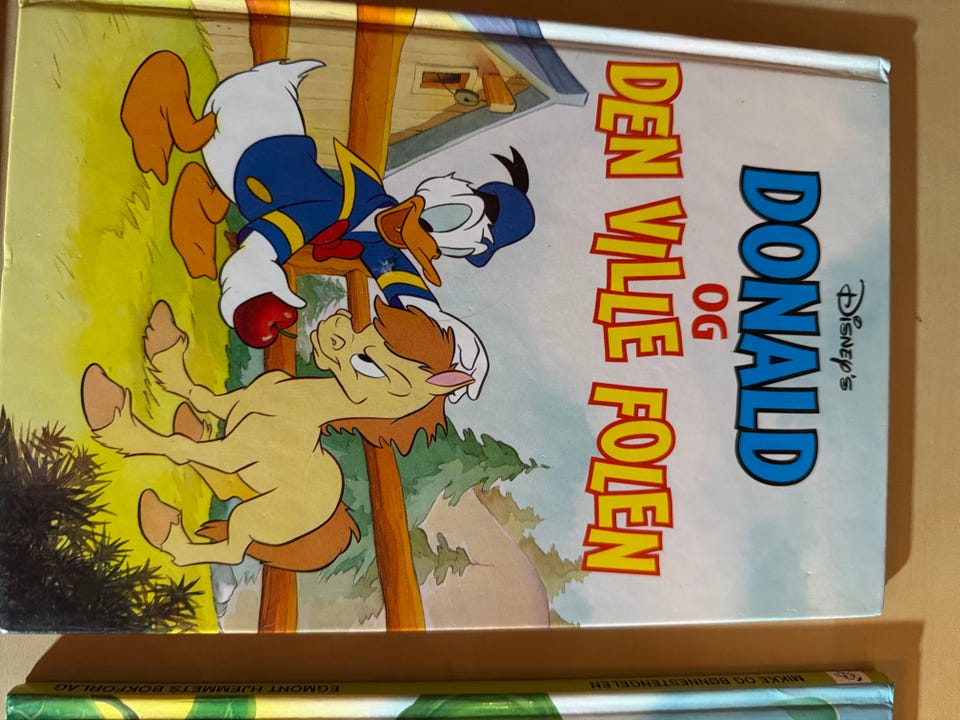 DISNEY'S
DONALD
OG
DEN VILLE FOLEN
MIKKE OG BØNNESTENGELEN
EGMONT HJEMMETS BOKFORLAG